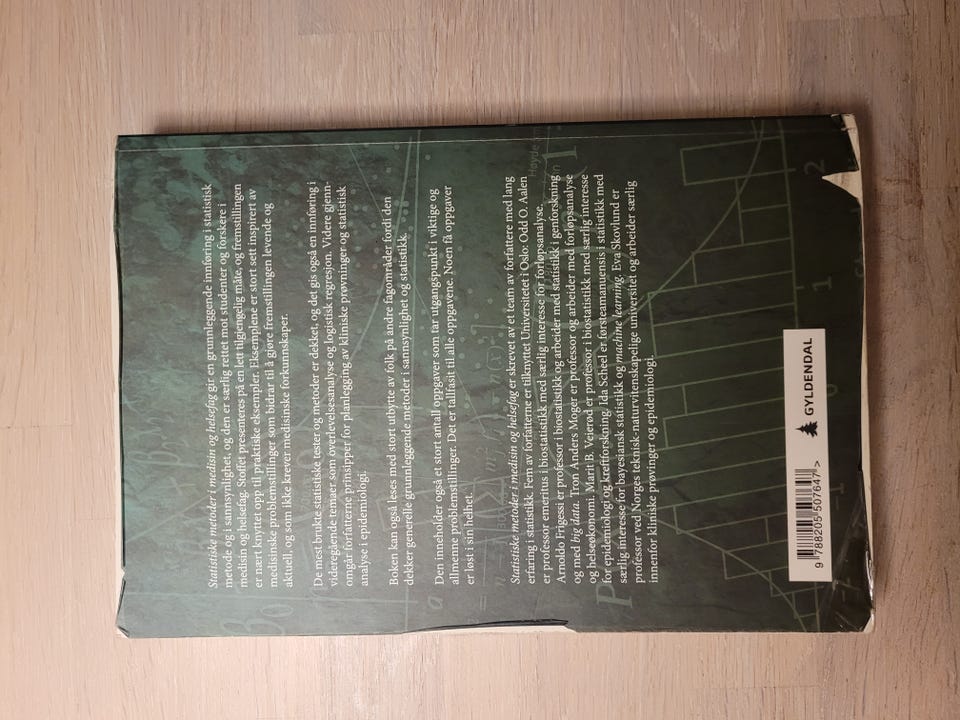 Statistiske metoder i medisin og helsefag gir en grunnleggende innføring i statistisk
metode og i sannsynlighet, og den er særlig rettet mot studenter og forskere i
medisin og helsefag. Stoffet presenteres på en lett tilgjengelig måte, og fremstillingen
er nært knyttet opp til praktiske eksempler. Eksemplene er stort sett inspirert av
medisinske problemstillinger som bidrar til å gjøre fremstillingen levende og
aktuell, og som ikke krever medisinske forkunnskaper.
De mest brukte statistiske tester og metoder er dekket, og det gis også en innføring i
videregående temaer som overlevelsesanalyse og logistisk regresjon. Videre gjenn-
omgår forfatterne prinsipper for planlegging av kliniske prøvninger og statistisk
analyse i epidemiologi.
Boken kan også leses med stort utbytte av folk på andre fagområder fordi den
dekker generelle grunnleggende metoder i sannsynlighet og statistikk.
Den inneholder også et stort antall oppgaver som tar utgangspunkt i viktige og
allmenne problemstillinger. Det er tallfasit til alle oppgavene. Noen få oppgaver
er løst i sin helhet.
Statistiske metoder i medisin og helsefag er skrevet av et team av forfattere med lang
erfaring i statistikk. Fem av forfatterne er tilknyttet Universitetet i Oslo: Odd O. Aalen
er professor emeritus i biostatistikk med særlig interesse for forløpsanalyse.
Arnoldo Frigessi er professor i biostatistikk og arbeider med statistikk i genforskning
og med big data. Tron Anders Moger er professor og arbeider med forløpsanalyse
og helseøkonomi. Marit B. Veierød er professor i biostatistikk med særlig interesse
for epidemiologi og kreftforskning. Ida Scheel er førsteamanuensis i statistikk med
særlig interesse for bayesiansk statistikk og machine learning. Eva Skovlund er
professor ved Norges teknisk-naturvitenskapelige universitet og arbeider særlig
innenfor kliniske prøvinger og epidemiologi.
GYLDENDAL
9 788205 507647 >